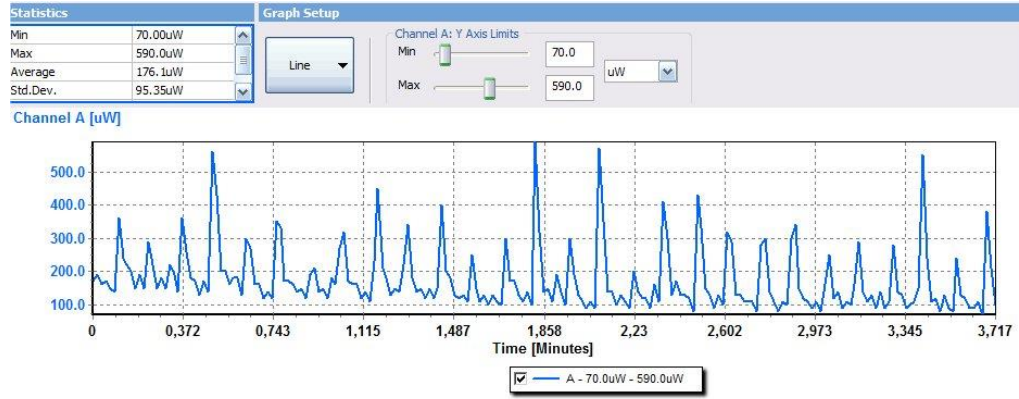 Statistics
Graph Setup
Min 70.00uW
Max 590.0uW
Average 176.1uW
Std.Dev. 95.35uW
Line
Channel A: Y Axis Limits
Min 70.0
Max 590.0
uW
Channel A [uW]
500.0
400.0
300.0
200.0
100.0
0 0,372 0,743 1,115 1,487 1,858 2,23 2,602 2,973 3,345 3,717
Time [Minutes]
A - 70.0uW - 590.0uW